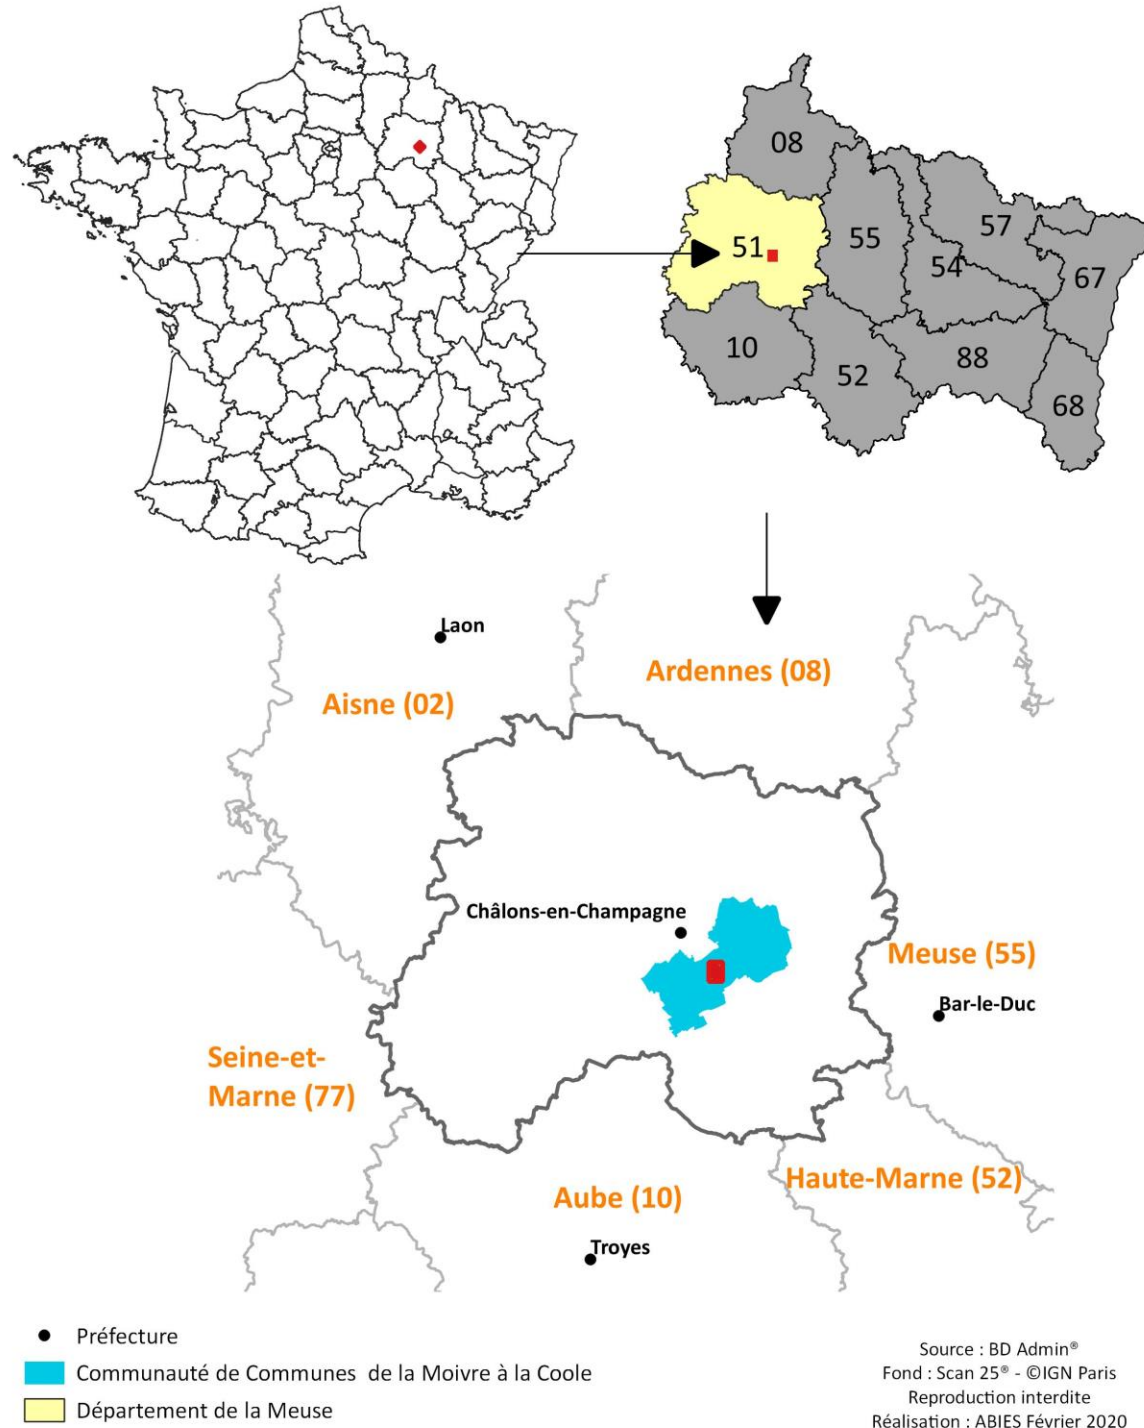 08
51
55
57
54
67
10
52
88
68
Laon
Ardennes (08)
Aisne (02)
Châlons-en-Champagne
Meuse (55)
Bar-le-Duc
Seine-et-
Marne (77)
Haute-Marne (52)
Aube (10)
Troyes
Préfecture
Communauté de Communes de la Moivre à la Coole
Département de la Meuse
Source : BD Admin®
Fond : Scan 25® - ©IGN Paris
Reproduction interdite
Réalisation : ABIES Février 2020